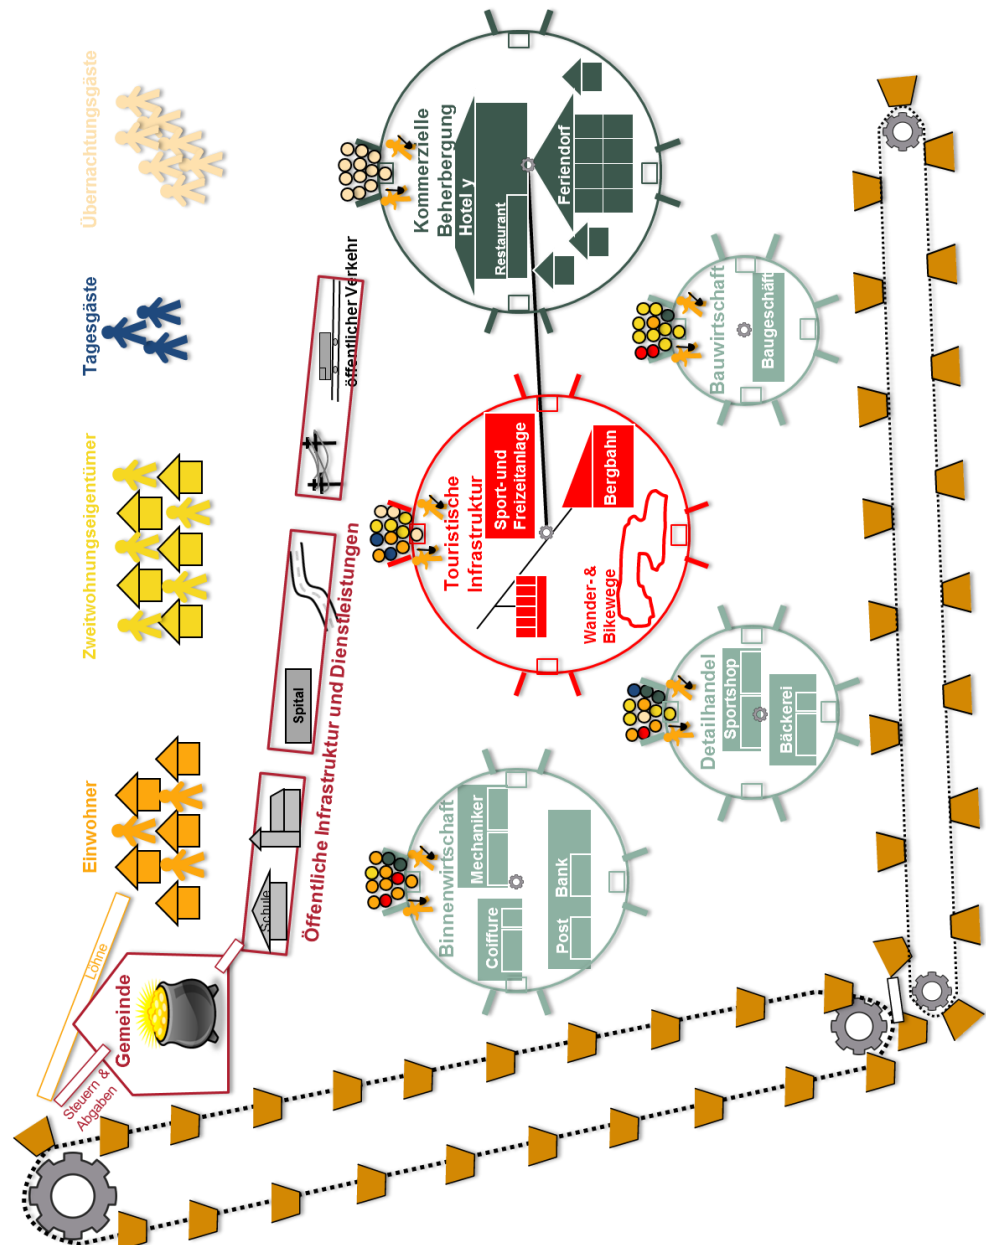 Einwohner
Zweitwohnungseigentümer
Tagesgäste
Übernachtungsgäste
Löhne
Steuern &
Abgaben
Gemeinde
Schule
Spital
Öffentliche Infrastruktur und Dienstleistungen
öffentlicher Verkehr
Binnenwirtschaft
Mechaniker
Coiffure
Post
Bank
Touristische
Infrastruktur
Sport-und
Freizeitanlage
Bergbahn
Wander-&
Bikewege
Kommerzielle
Beherbergung
Hotel y
Restaurant
Feriendorf
Detailhandel
Sportshop
Bäckerei
Bauwirtschaft
Baugeschäft